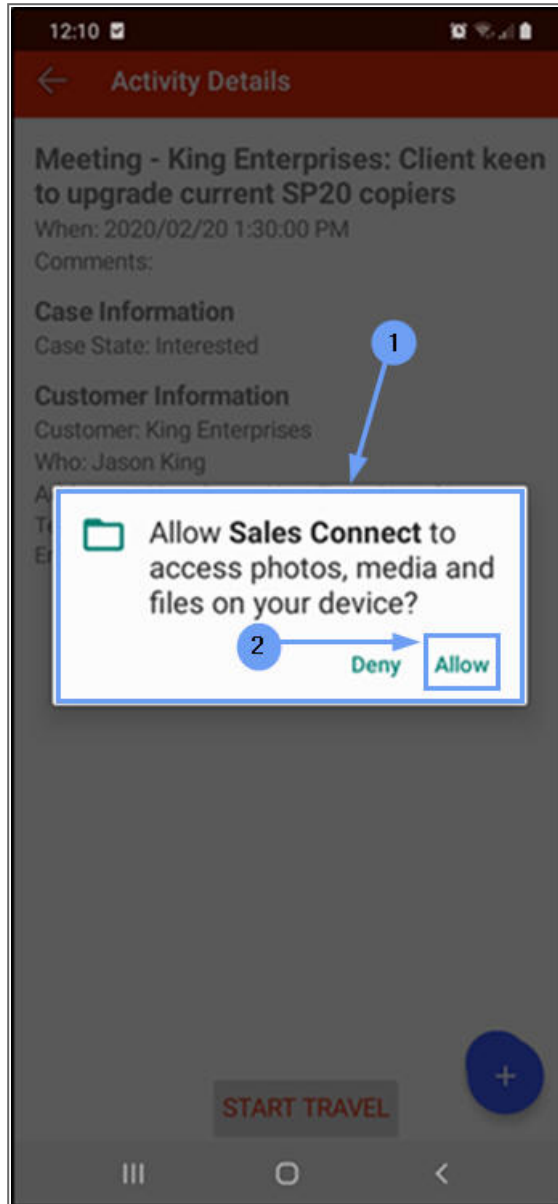 12:10
Activity Details
Meeting - King Enterprises: Client keen
to upgrade current SP20 copiers
When: 2020/02/20 1:30:00 PM
Comments:
Case Information
Case State: Interested
1
Customer Information
Customer: King Enterprises
Who: Jason King
Allow Sales Connect to
access photos, media and
files on your device?
2
Deny Allow
+
START TRAVEL